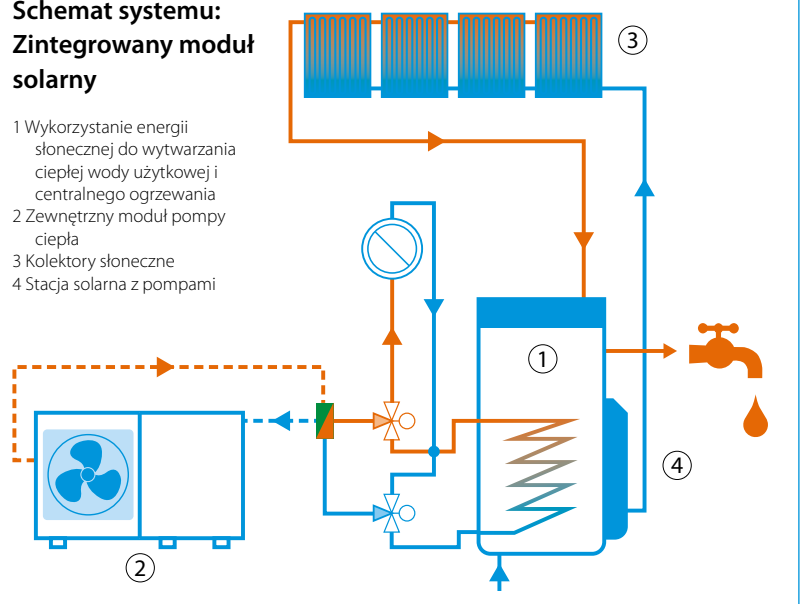 Schemat systemu:
Zintegrowany moduł
solarny
1 Wykorzystanie energii
słonecznej do wytwarzania
ciepłej wody użytkowej i
centralnego ogrzewania
2 Zewnętrzny moduł pompy
ciepła
3 Kolektory słoneczne
4 Stacja solarna z pompami
3
1
4
2